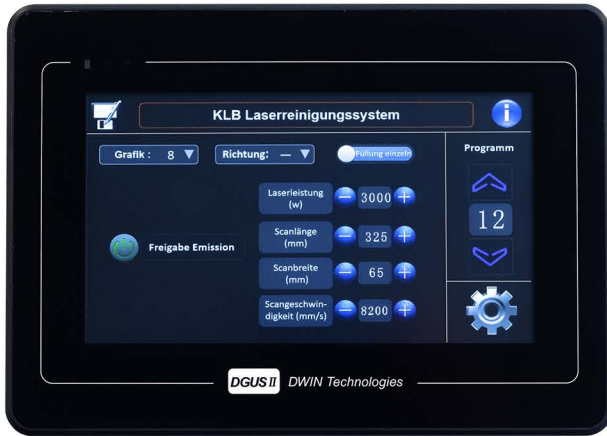 KLB Laserreinigungssystem
i
Grafik : 8 ▼
Richtung: — ▼
Füllung einzeln
Programm
Laserleistung
(w)
3000
Scanlänge
(mm)
325
12
Freigabe Emission
Scanbreite
(mm)
65
Scangeschwin-
digkeit (mm/s)
8200
DGUS II DWIN Technologies